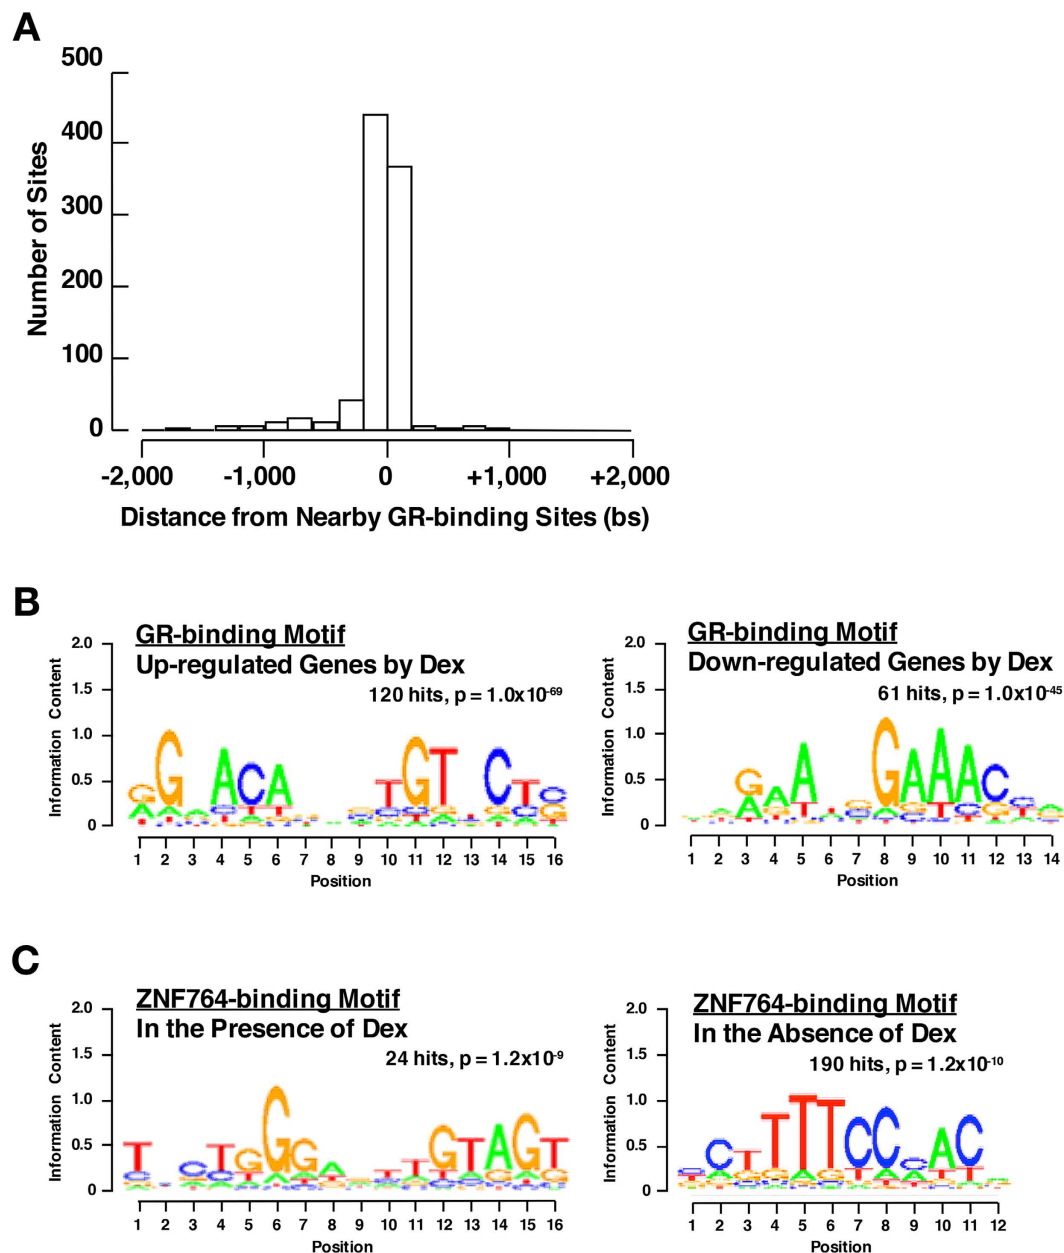 A
500
400
300
200
100
0
Number of Sites
-2,000 -1,000 0 +1,000 +2,000
Distance from Nearby GR-binding Sites (bs)
B
GR-binding Motif
Up-regulated Genes by Dex
120 hits, p = 1.0x10-69
2.0
1.5
1.0
0.5
0
Information Content
1 2 3 4 5 6 7 8 9 10 11 12 13 14 15 16
Position
GR-binding Motif
Down-regulated Genes by Dex
61 hits, p = 1.0x10-45
2.0
1.5
1.0
0.5
0
Information Content
1 2 3 4 5 6 7 8 9 10 11 12 13 14
Position
C
ZNF764-binding Motif
In the Presence of Dex
24 hits, p = 1.2x10-9
2.0
1.5
1.0
0.5
0
Information Content
1 2 3 4 5 6 7 8 9 10 11 12 13 14 15 16
Position
ZNF764-binding Motif
In the Absence of Dex
190 hits, p = 1.2x10-10
2.0
1.5
1.0
0.5
0
Information Content
1 2 3 4 5 6 7 8 9 10 11 12
Position